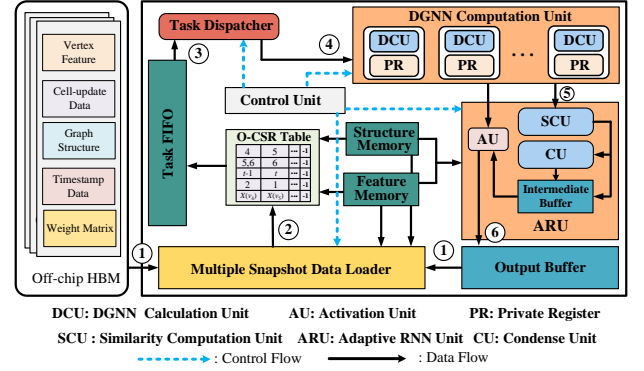 Vertex
Feature
Cell-update
Data
Graph
Structure
Timestamp
Data
Weight Matrix
Off-chip HBM
1
Task Dispatcher
3
4
Task FIFO
Control Unit
O-CSR Table
4 5 ... -1
5,6 6 ... -1
t-1 t ... -1
2 1 ... -1
X(v₅) X(v₆) ... -1
Structure
Memory
Feature
Memory
2
Multiple Snapshot Data Loader
DGNN Computation Unit
DCU DCU ... DCU
PR PR PR
5
AU
SCU
CU
Intermediate
Buffer
ARU
6
1
Output Buffer
DCU: DGNN Calculation Unit AU: Activation Unit PR: Private Register
SCU : Similarity Computation Unit ARU: Adaptive RNN Unit CU: Condense Unit
: Control Flow : Data Flow